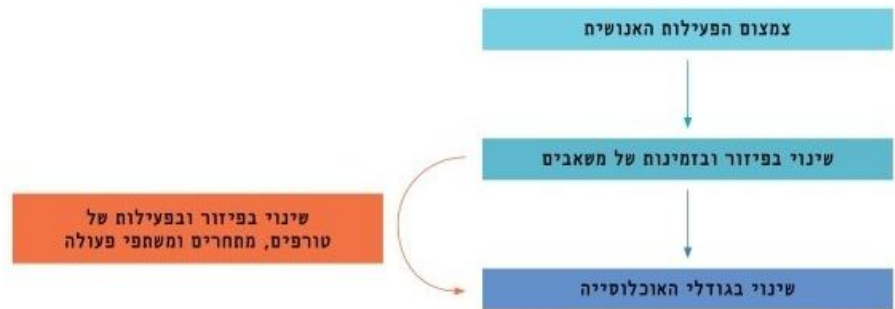 צמצום הפעילות האנושית
שינוי בפיזור ובזמינות של משאבים
שינוי בפיזור ובפעילות של
טורפים, מתחרים ומשתפי פעולה
שינוי בגודלי האוכלוסייה